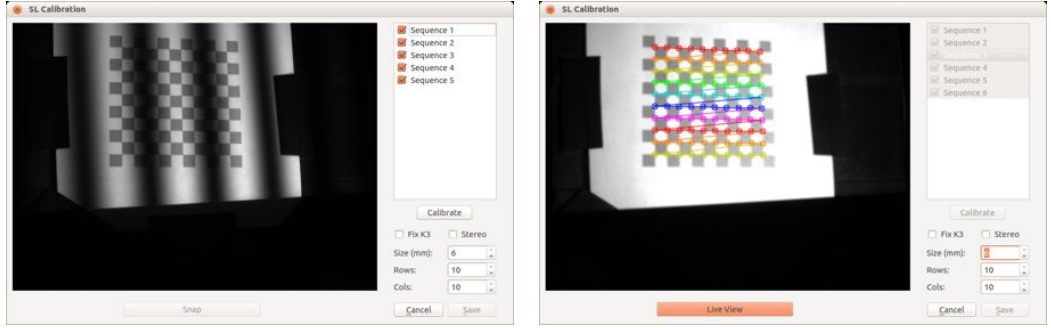 SL Calibration
Sequence 1
Sequence 2
Sequence 3
Sequence 4
Sequence 5
Calibrate
Fix K3 Stereo
Size (mm): 6
Rows: 10
Cols: 10
Snap Cancel Save
SL Calibration
Sequence 1
Sequence 2
Sequence 4
Sequence 5
Sequence 6
Calibrate
Fix K3 Stereo
Size (mm): 6
Rows: 10
Cols: 10
Live View Cancel Save